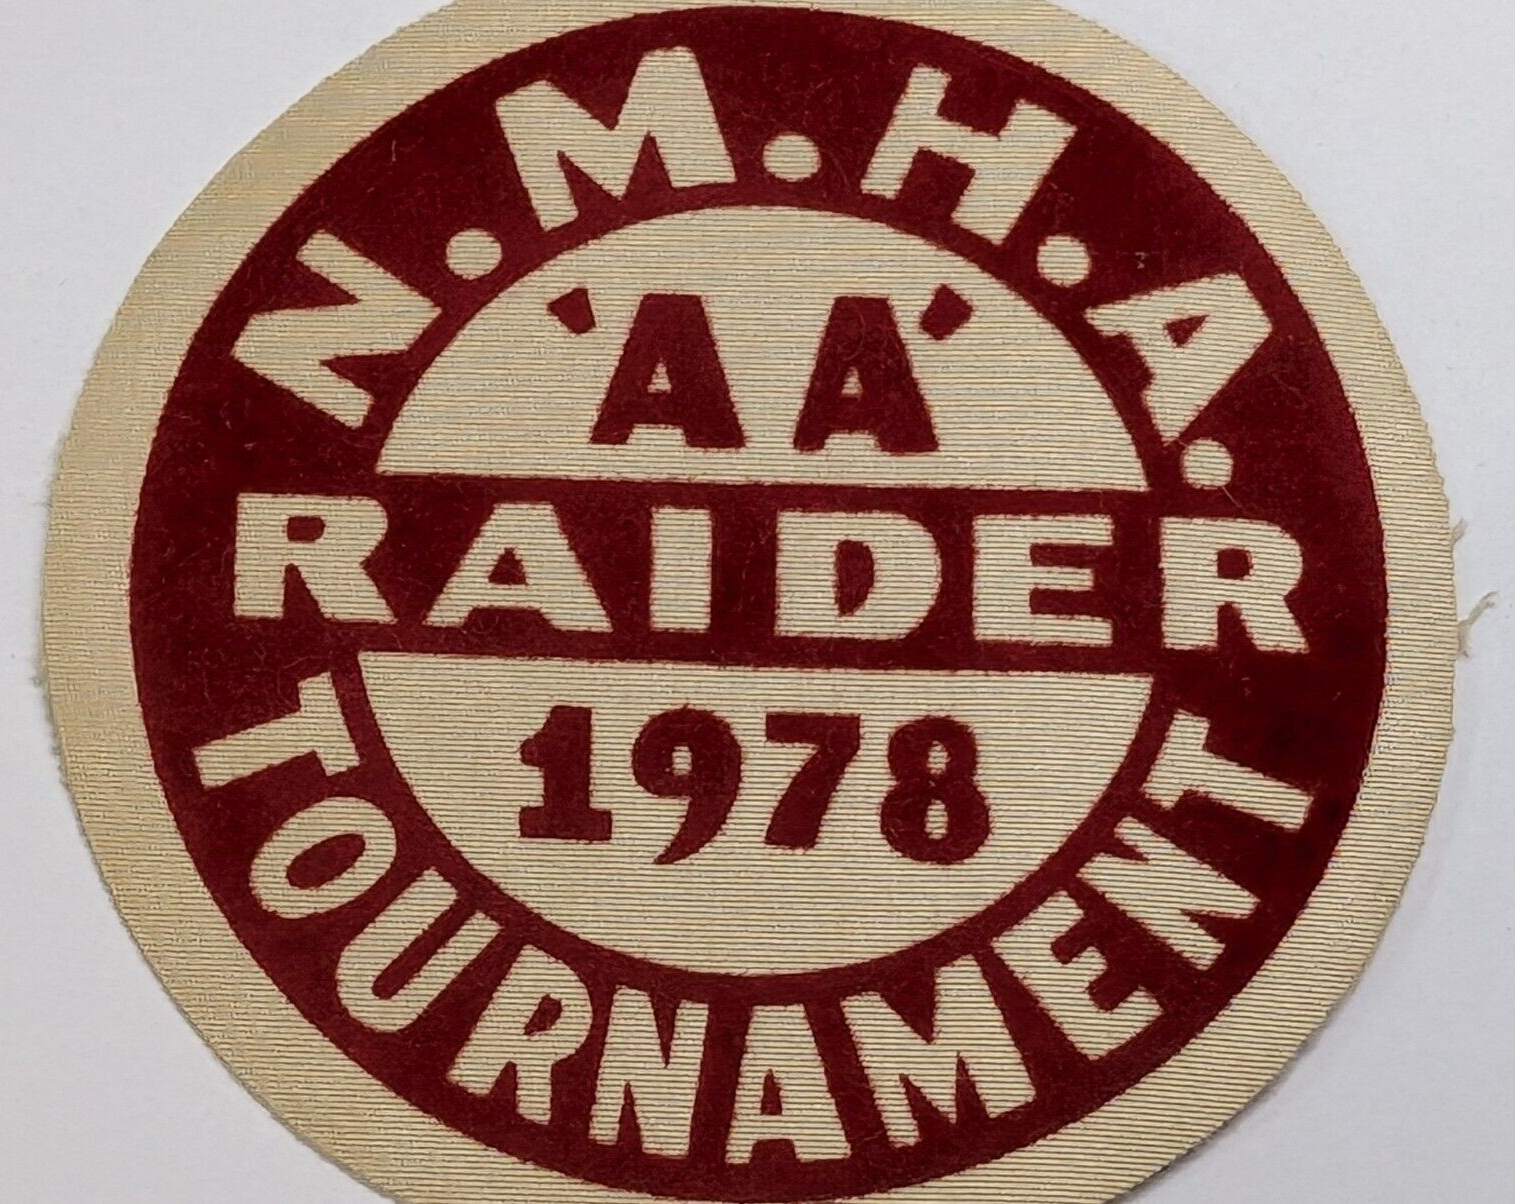 N.M.H.A.
'AA'
RAIDER
1978
TOURNAMENT